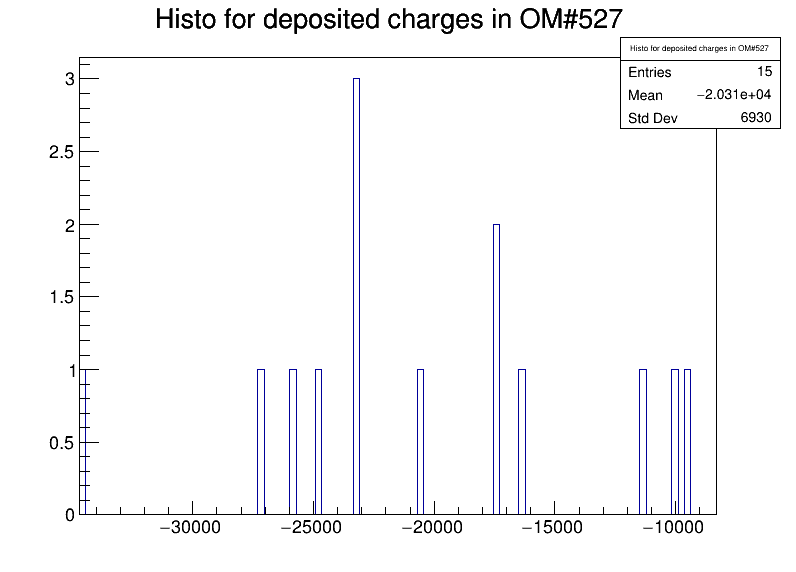 Histo for deposited charges in OM#527
Histo for deposited charges in OM#527
Entries 15
Mean −2.031e+04
Std Dev 6930
3
2.5
2
1.5
1
0.5
0
−30000 −25000 −20000 −15000 −10000